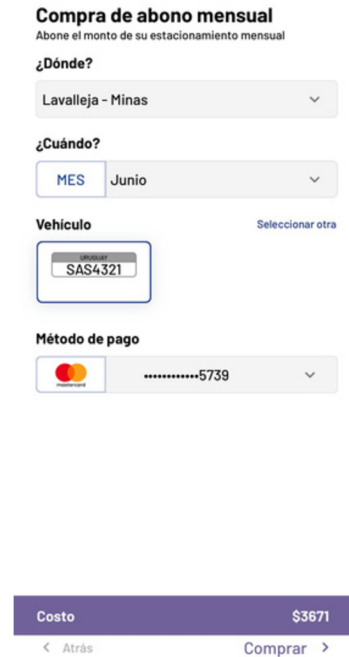 Compra de abono mensual
Abone el monto de su estacionamiento mensual
¿Dónde?
Lavalleja - Minas
¿Cuándo?
MES Junio
Vehículo Seleccionar otra
URUGUAY
SAS4321
Método de pago
mastercard ••••••••••••5739
Costo $3671
Atrás Comprar